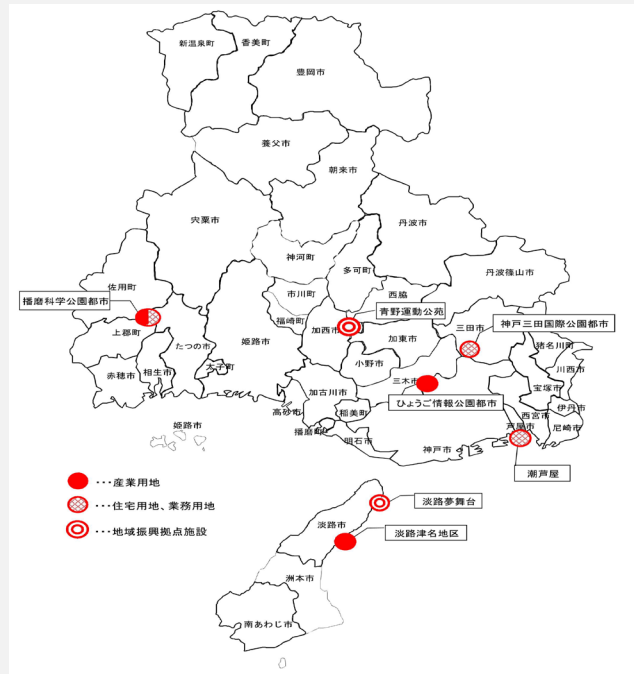 新温泉町
香美町
豊岡市
養父市
朝来市
宍粟市
丹波市
神河町
多可町
丹波篠山市
佐用町
市川町
西脇
播磨科学公園都市
青野運動公苑
福崎町
加西市
加東市
三田市
神戸三田国際公園都市
上郡町
たつの市
姫路市
猪名川町
小野市
太子町
川西市
赤穂市
相生市
三木市
宝塚市
加古川市
ひょうご情報公園都市
伊丹市
高砂市
稲美町
西宮市
芦屋市
尼崎市
姫路市
播磨町
明石市
神戸市
潮芦屋
・・・産業用地
・・・住宅用地、業務用地
・・・地域振興拠点施設
淡路夢舞台
淡路市
淡路津名地区
洲本市
南あわじ市